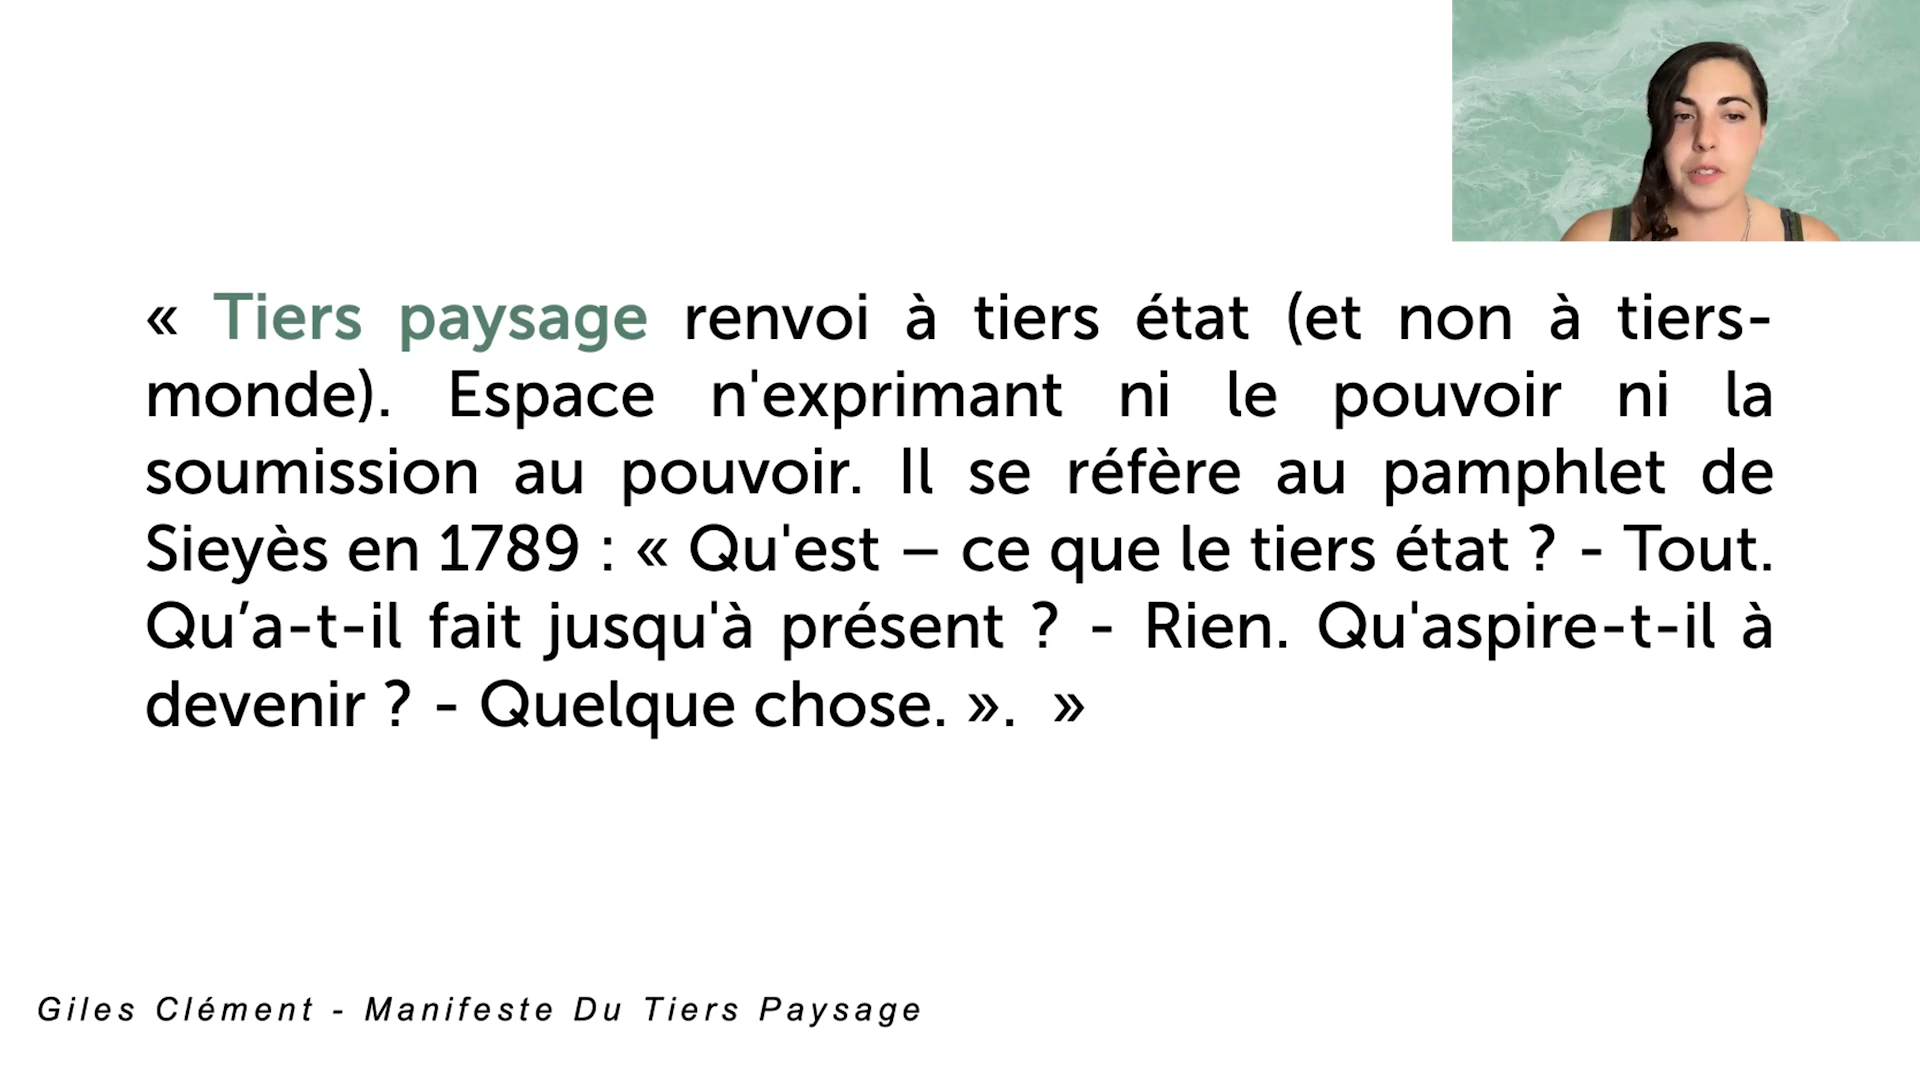 « Tiers paysage renvoi à tiers état (et non à tiers-
monde). Espace n'exprimant ni le pouvoir ni la
soumission au pouvoir. Il se réfère au pamphlet de
Sieyès en 1789 : « Qu'est – ce que le tiers état ? - Tout.
Qu’a-t-il fait jusqu'à présent ? - Rien. Qu'aspire-t-il à
devenir ? - Quelque chose. ».  »
Giles Clément - Manifeste Du Tiers Paysage